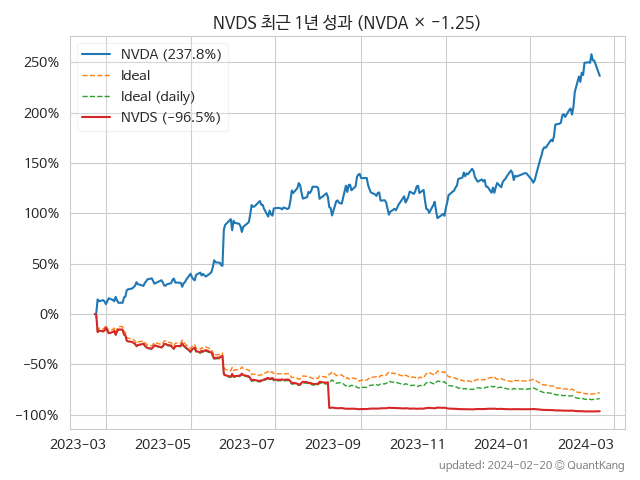 NVDS 최근 1년 성과 (NVDA × −1.25)
NVDA (237.8%)
Ideal
Ideal (daily)
NVDS (−96.5%)
250%
200%
150%
100%
50%
0%
−50%
−100%
2023−03 2023−05 2023−07 2023−09 2023−11 2024−01 2024−03
updated: 2024−02−20 © QuantKang